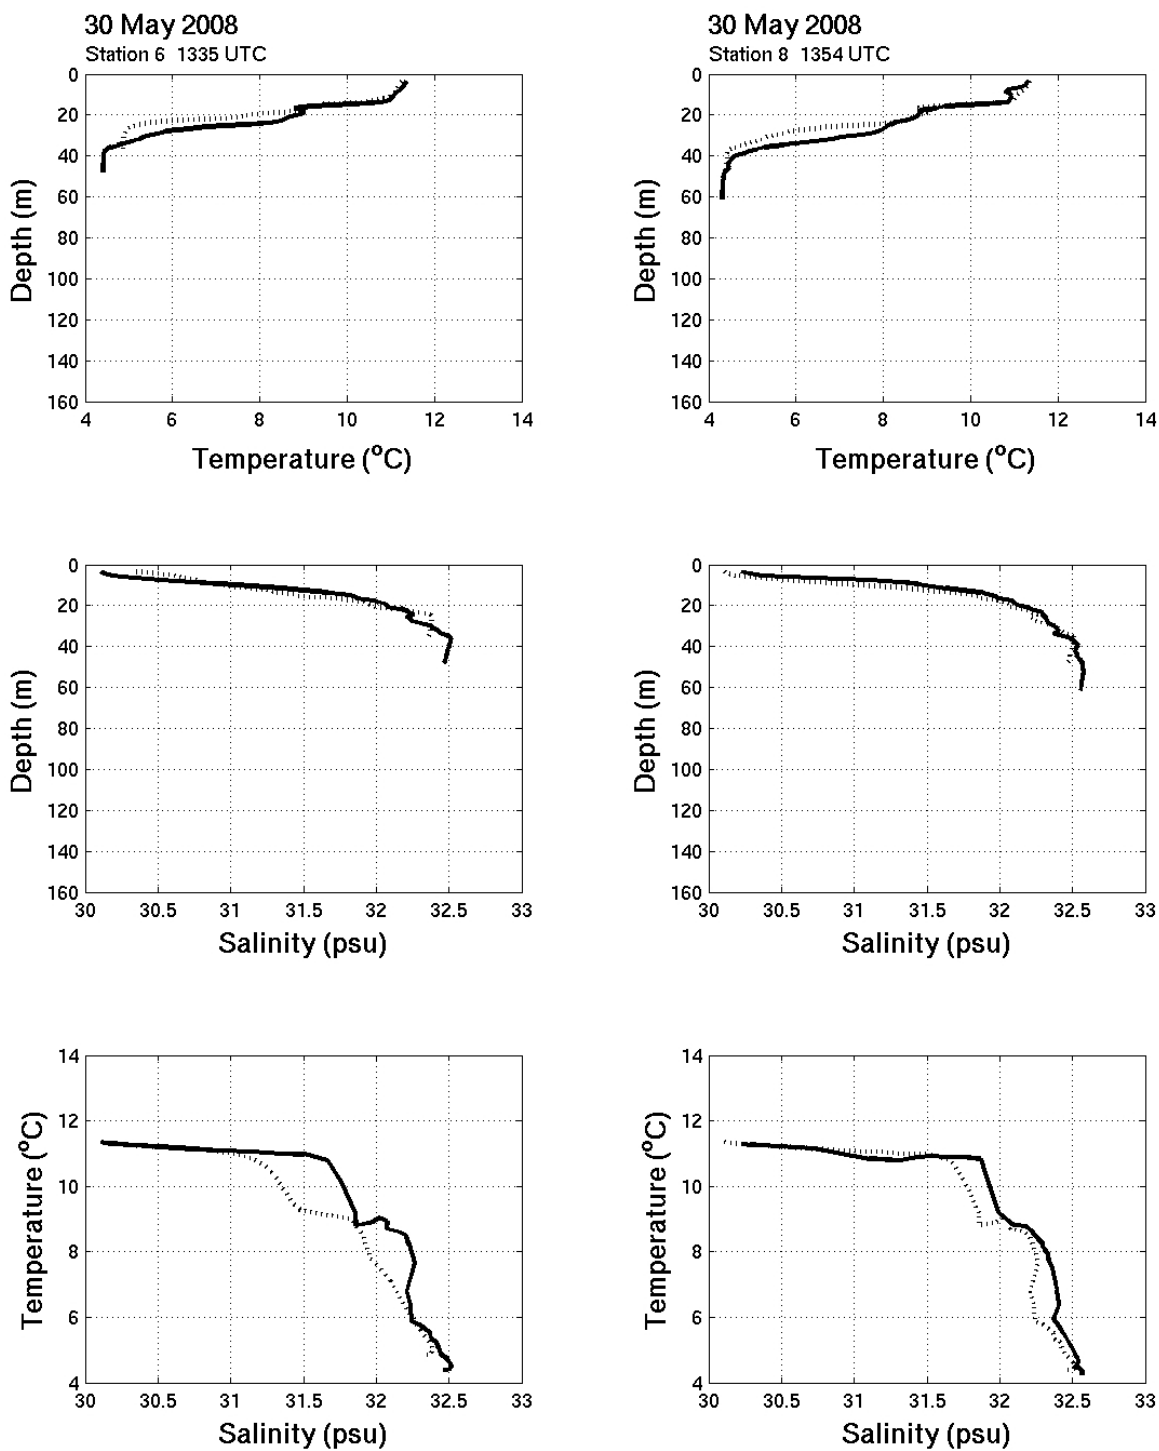 30 May 2008
Station 6 1335 UTC
0
20
40
60
80
100
120
140
160
Depth (m)
4 6 8 10 12 14
Temperature (°C)
30 May 2008
Station 8 1354 UTC
0
20
40
60
80
100
120
140
160
Depth (m)
4 6 8 10 12 14
Temperature (°C)
0
20
40
60
80
100
120
140
160
Depth (m)
30 30.5 31 31.5 32 32.5 33
Salinity (psu)
0
20
40
60
80
100
120
140
160
Depth (m)
30 30.5 31 31.5 32 32.5 33
Salinity (psu)
14
12
10
8
6
4
Temperature (°C)
30 30.5 31 31.5 32 32.5 33
Salinity (psu)
14
12
10
8
6
4
Temperature (°C)
30 30.5 31 31.5 32 32.5 33
Salinity (psu)